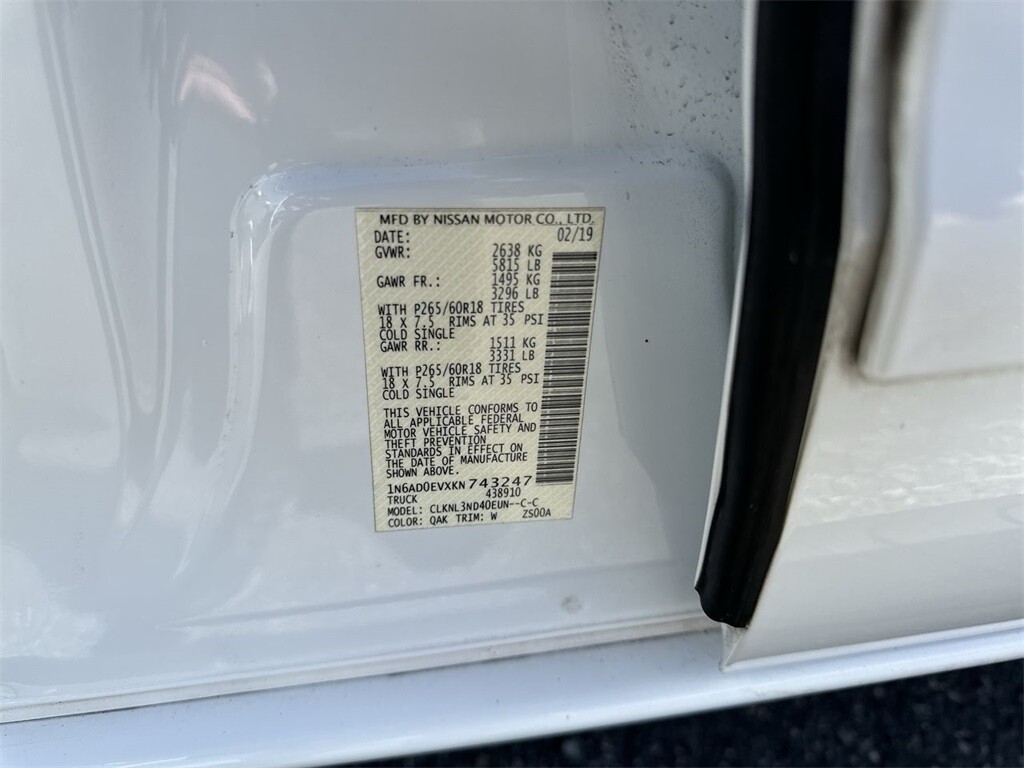 MFD BY NISSAN MOTOR CO., LTD.
DATE: 02/19
GVWR: 2638 KG
5815 LB
GAWR FR.: 1495 KG
3296 LB
WITH P265/60R18 TIRES
18 X 7.5 RIMS AT 35 PSI
COLD SINGLE
GAWR RR.: 1511 KG
3331 LB
WITH P265/60R18 TIRES
18 X 7.5 RIMS AT 35 PSI
COLD SINGLE
THIS VEHICLE CONFORMS TO
ALL APPLICABLE FEDERAL
MOTOR VEHICLE SAFETY AND
THEFT PREVENTION
STANDARDS IN EFFECT ON
THE DATE OF MANUFACTURE
SHOWN ABOVE.
1N6AD0EVXKN743247
TRUCK 438910
MODEL: CLKNL3ND40EUN--C-C
COLOR: QAK TRIM: W ZS00A